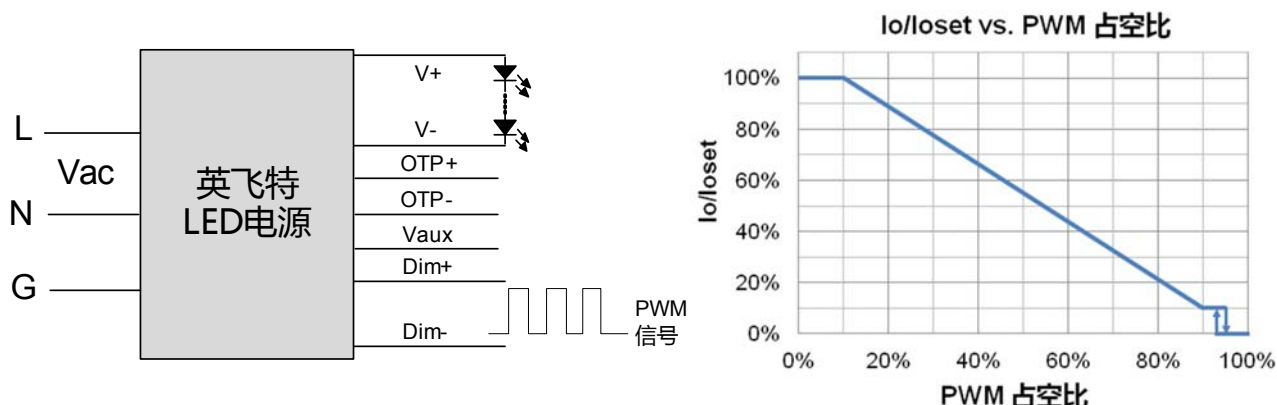 L
Vac
N
G
英飞特
LED电源
V+
V-
OTP+
OTP-
Vaux
Dim+
Dim-
PWM
信号
Io/Ioset vs. PWM 占空比
Io/Ioset
100%
80%
60%
40%
20%
0%
0%
20%
40%
60%
80%
100%
PWM 占空比